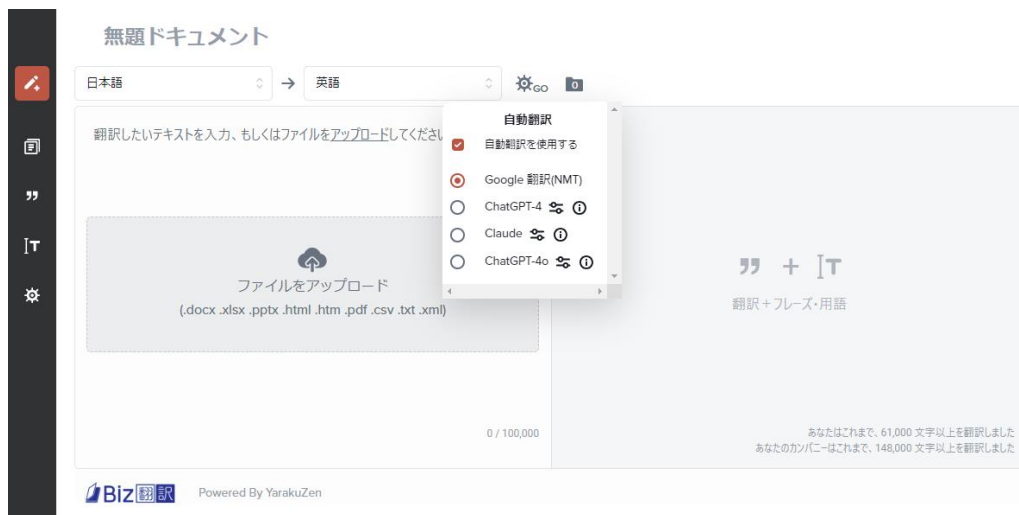 無題ドキュメント
日本語 → 英語 GO 0
翻訳したいテキストを入力、もしくはファイルをアップロードしてください
自動翻訳
自動翻訳を使用する
Google 翻訳(NMT)
ChatGPT-4
Claude
ChatGPT-4o
ファイルをアップロード
(.docx .xlsx .pptx .html .htm .pdf .csv .txt .xml)
0 / 100,000
翻訳＋フレーズ・用語
あなたはこれまで、61,000 文字以上を翻訳しました
あなたのカンパニーはこれまで、148,000 文字以上を翻訳しました
Biz翻訳 Powered By YarakuZen